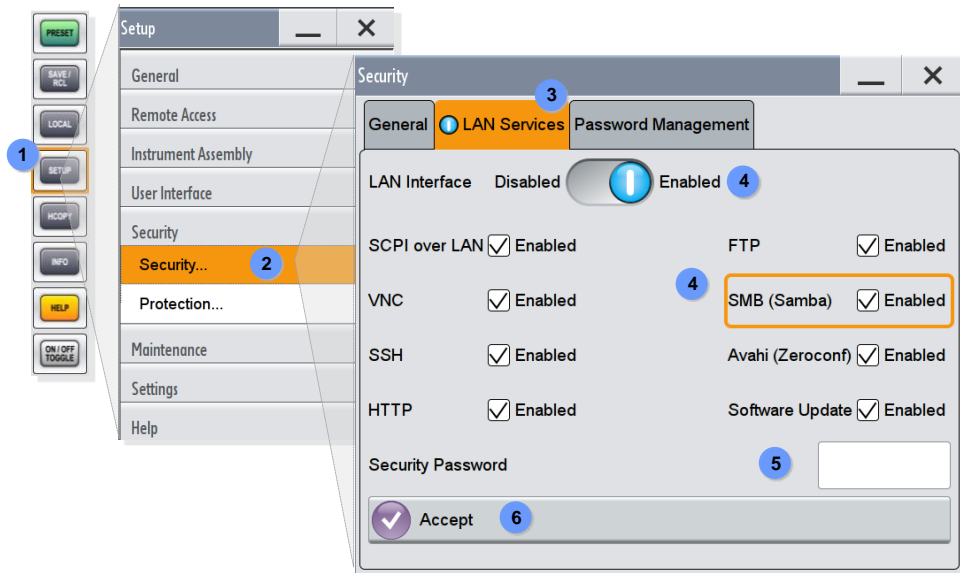 PRESET
SAVE /
RCL
LOCAL
1
SETUP
HCOPY
INFO
HELP
ON / OFF
TOGGLE
Setup
General
Remote Access
Instrument Assembly
User Interface
Security
Security... 2
Protection...
Maintenance
Settings
Help
Security
3
General LAN Services Password Management
LAN Interface Disabled Enabled 4
SCPI over LAN Enabled FTP Enabled
4
VNC Enabled SMB (Samba) Enabled
SSH Enabled Avahi (Zeroconf) Enabled
HTTP Enabled Software Update Enabled
Security Password 5
Accept 6